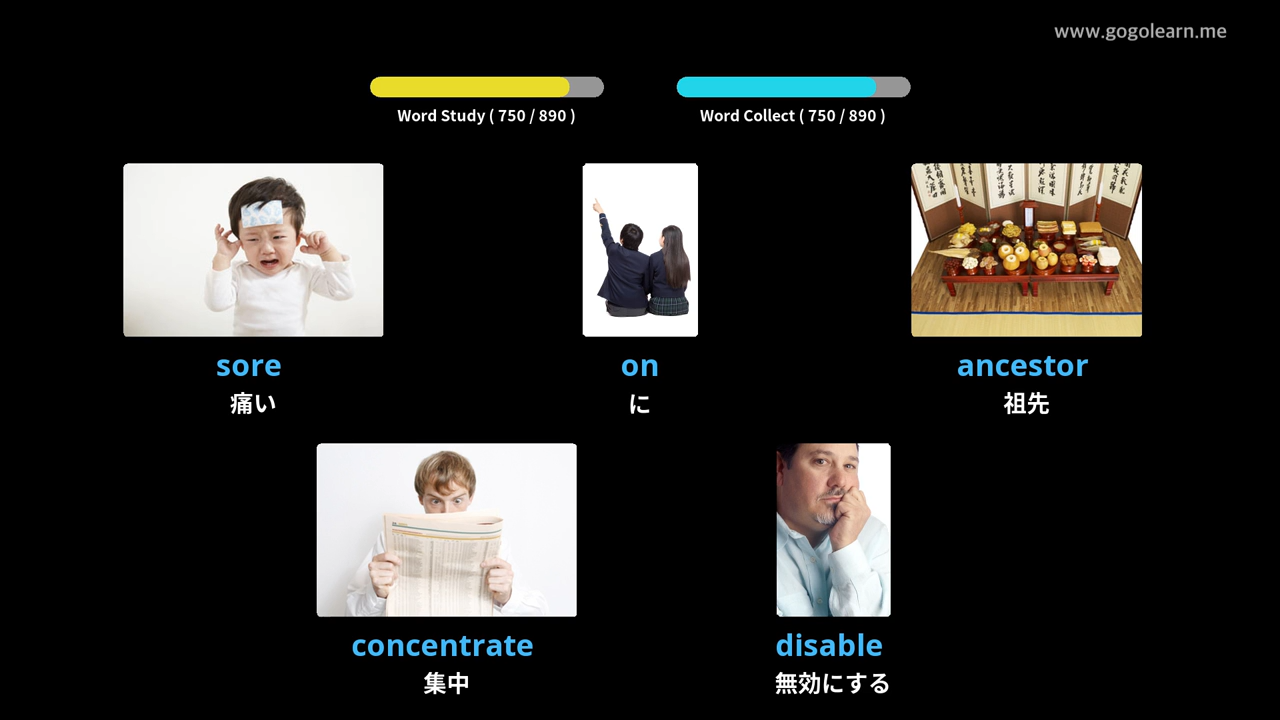 www.gogolearn.me
Word Study ( 750 / 890 )
Word Collect ( 750 / 890 )
sore
痛い
on
に
ancestor
祖先
concentrate
集中
disable
無効にする